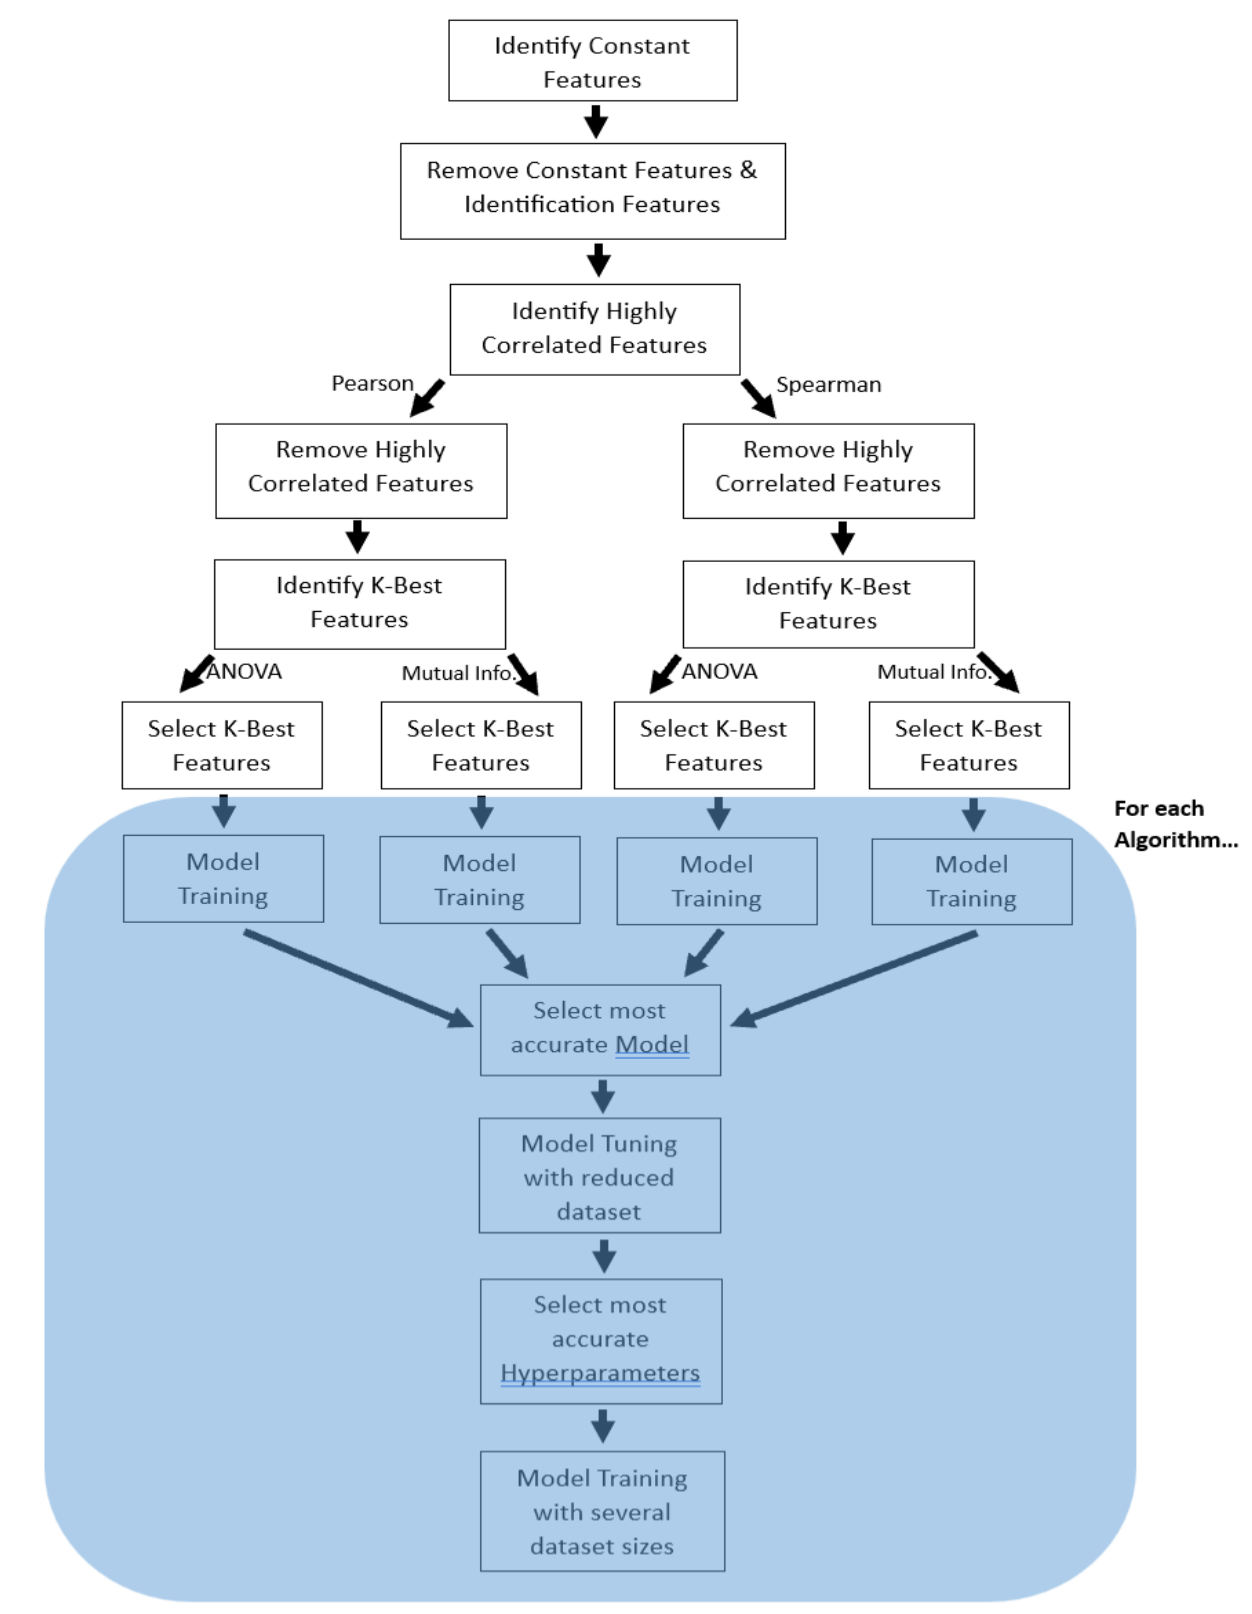 Identify Constant
Features
Remove Constant Features &
Identification Features
Identify Highly
Correlated Features
Pearson
Spearman
Remove Highly
Correlated Features
Remove Highly
Correlated Features
Identify K-Best
Features
Identify K-Best
Features
ANOVA
Mutual Info.
ANOVA
Mutual Info.
Select K-Best
Features
Select K-Best
Features
Select K-Best
Features
Select K-Best
Features
For each
Algorithm...
Model
Training
Model
Training
Model
Training
Model
Training
Select most
accurate Model
Model Tuning
with reduced
dataset
Select most
accurate
Hyperparameters
Model Training
with several
dataset sizes